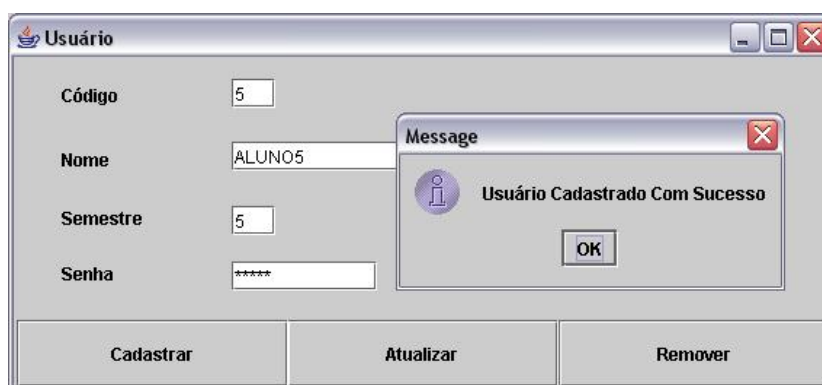 Usuário
Código 5
Message
Nome ALUNO5
Usuário Cadastrado Com Sucesso
Semestre 5
OK
Senha *****
Cadastrar Atualizar Remover